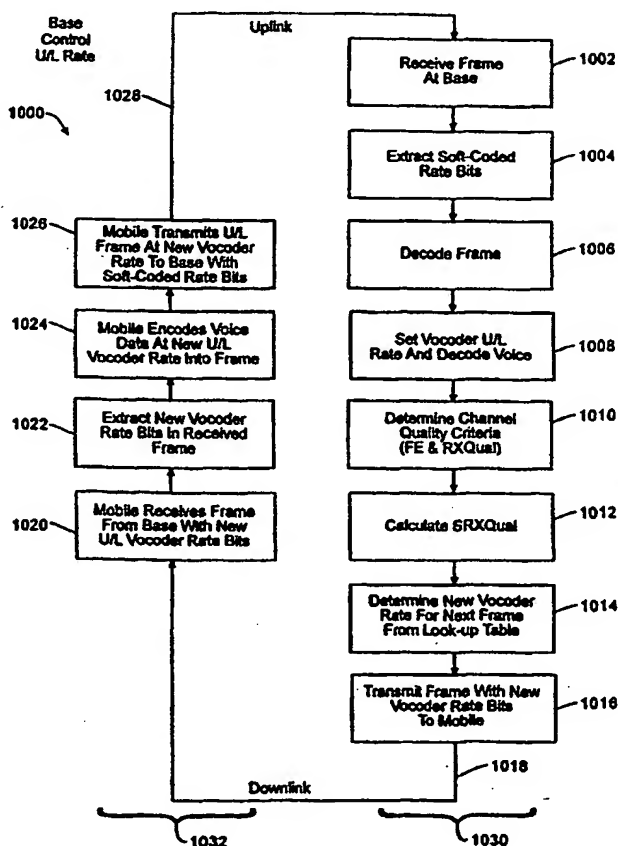 Base
Control
U/L Rate
1000
Uplink
1028
Receive Frame
At Base
1002
Extract Soft-Coded
Rate Bits
1004
Decode Frame
1006
Set Vocoder U/L
Rate And Decode Voice
1008
Determine Channel
Quality Criteria
(FE & RXQual)
1010
Calculate SRXQual
1012
Determine New Vocoder
Rate For Next Frame
From Look-up Table
1014
Transmit Frame With New
Vocoder Rate Bits
To Mobile
1016
1018
1030
Downlink
1026
Mobile Transmits U/L
Frame At New Vocoder
Rate To Base With
Soft-Coded Rate Bits
1024
Mobile Encodes Voice
Data At New U/L
Vocoder Rate Into Frame
1022
Extract New Vocoder
Rate Bits In Received
Frame
1020
Mobile Receives Frame
From Base With New
U/L Vocoder Rate Bits
1032